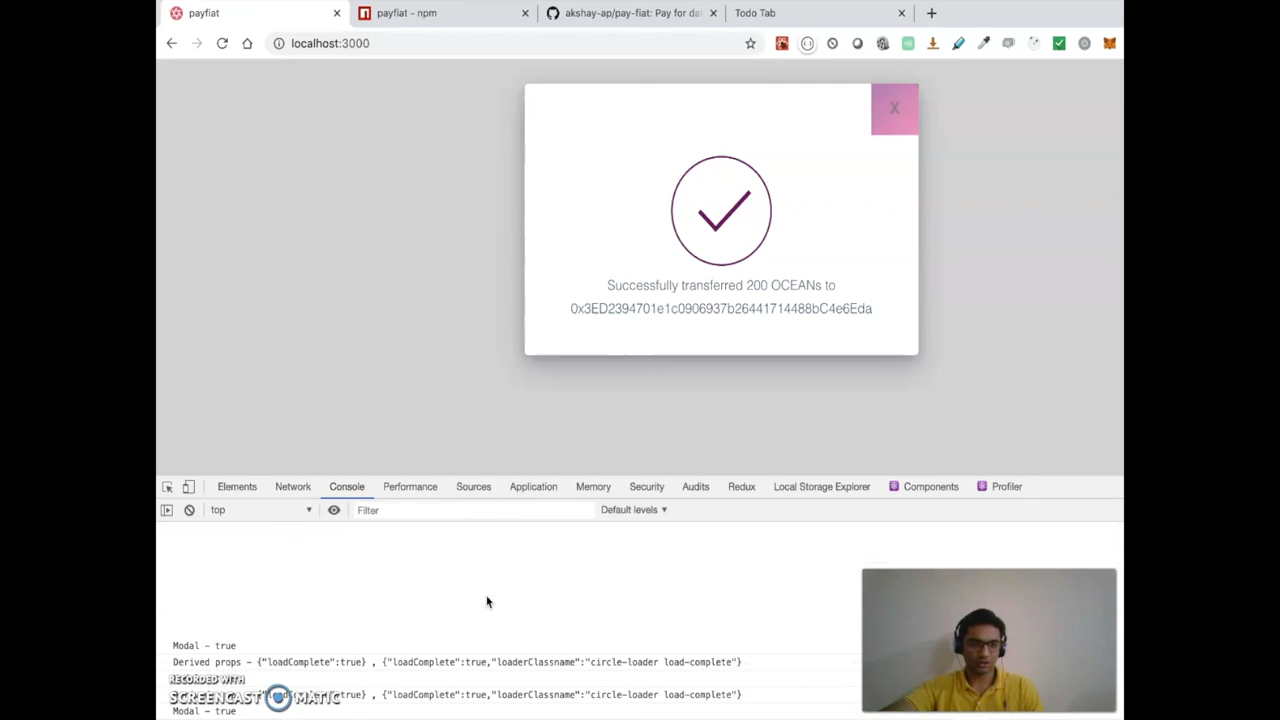 payfiat
payfiat - npm
akshay-ap/pay-fiat: Pay for dat
Todo Tab
localhost:3000
X
Successfully transferred 200 OCEANs to
0x3ED2394701e1c0906937b26441714488bC4e6Eda
Elements Network Console Performance Sources Application Memory Security Audits Redux Local Storage Explorer Components Profiler
top Filter Default levels
Modal – true
Derived props – {"loadComplete":true} , {"loadComplete":true,"loaderClassname":"circle-loader load-complete"}
RECORDED WITH
SCREENCAST MATIC
true} , {"loadComplete":true,"loaderClassname":"circle-loader load-complete"}
Modal – true